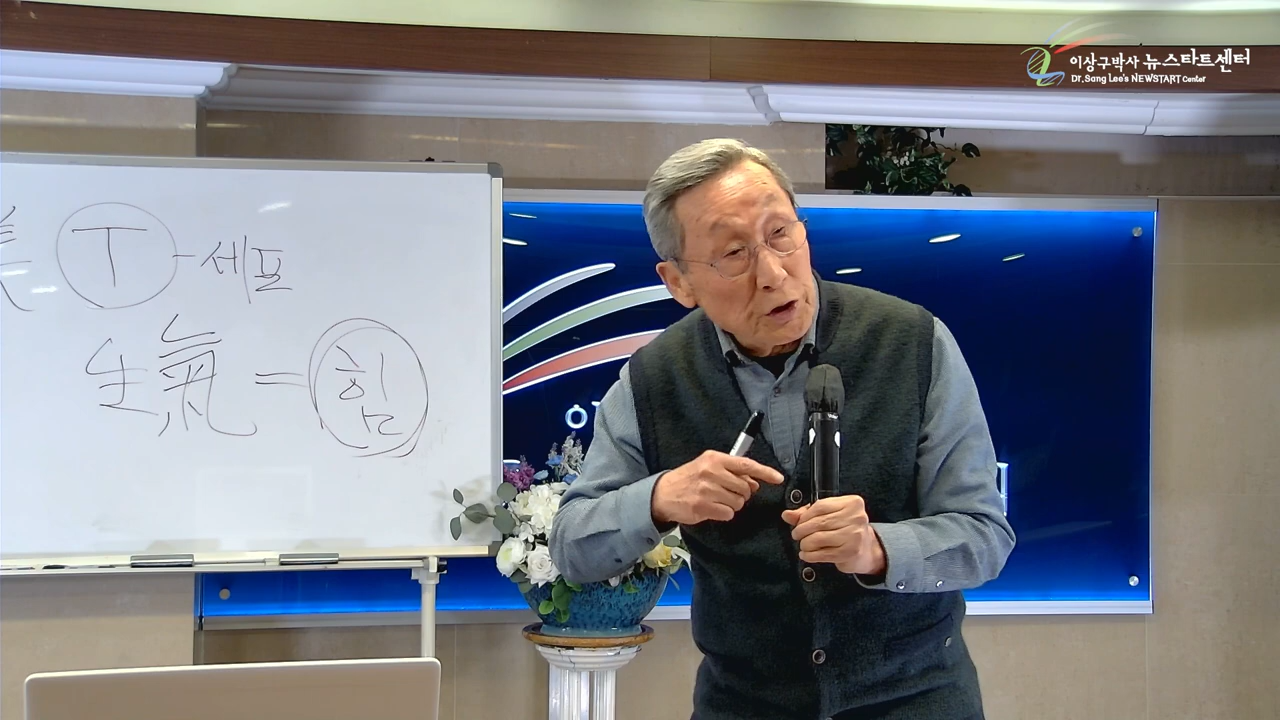 이상구박사 뉴스타트센터
Dr. Sang Lee's NEWSTART Center
美 T-세포
生氣 = 힘